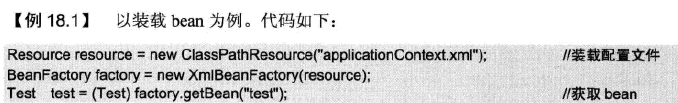 【例 18.1】 以装载 bean 为例。代码如下：
Resource resource = new ClassPathResource("applicationContext.xml"); //装载配置文件
BeanFactory factory = new XmlBeanFactory(resource);
Test test = (Test) factory.getBean("test"); //获取 bean